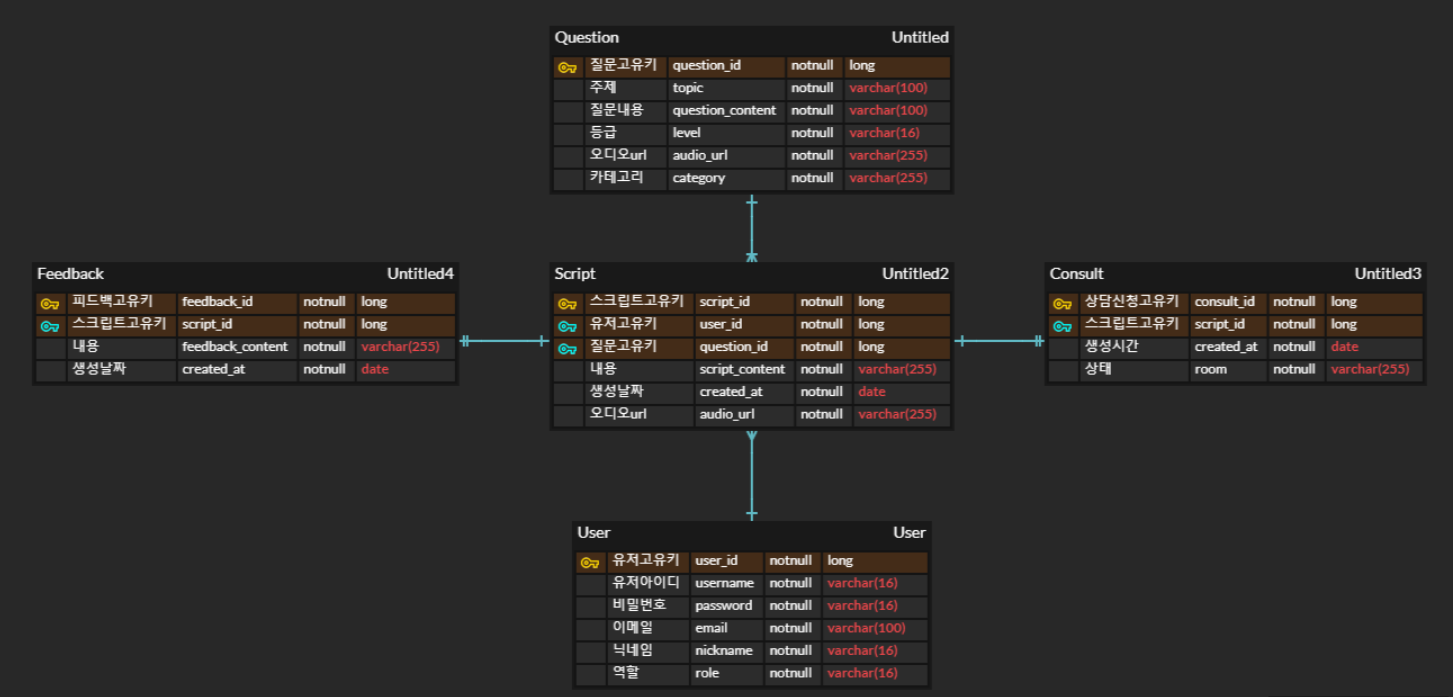 Question Untitled
질문고유키 question_id notnull long
주제 topic notnull varchar(100)
질문내용 question_content notnull varchar(100)
등급 level notnull varchar(16)
오디오url audio_url notnull varchar(255)
카테고리 category notnull varchar(255)
Feedback Untitled4
피드백고유키 feedback_id notnull long
스크립트고유키 script_id notnull long
내용 feedback_content notnull varchar(255)
생성날짜 created_at notnull date
Script Untitled2
스크립트고유키 script_id notnull long
유저고유키 user_id notnull long
질문고유키 question_id notnull long
내용 script_content notnull varchar(255)
생성날짜 created_at notnull date
오디오url audio_url notnull varchar(255)
Consult Untitled3
상담신청고유키 consult_id notnull long
스크립트고유키 script_id notnull long
생성시간 created_at notnull date
상태 room notnull varchar(255)
User User
유저고유키 user_id notnull long
유저아이디 username notnull varchar(16)
비밀번호 password notnull varchar(16)
이메일 email notnull varchar(100)
닉네임 nickname notnull varchar(16)
역할 role notnull varchar(16)